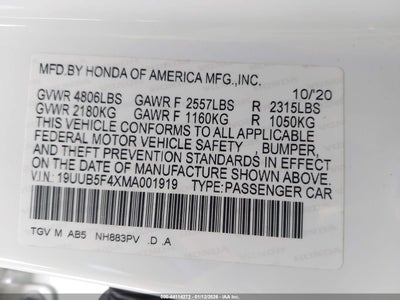 MFD.BY HONDA OF AMERICA MFG.,INC. 10/'20
GVWR 4806LBS GAWR F 2557LBS R 2315LBS
GVWR 2180KG GAWR F 1160KG R 1050KG
THIS VEHICLE CONFORMS TO ALL APPLICABLE
FEDERAL MOTOR VEHICLE SAFETY, BUMPER,
AND THEFT PREVENTION STANDARDS IN EFFECT
ON THE DATE OF MANUFACTURE SHOWN ABOVE.
V.I.N: 19UUB5F4XMA001919 TYPE:PASSENGER CAR
TGV M AB5 NH883PV .D .A